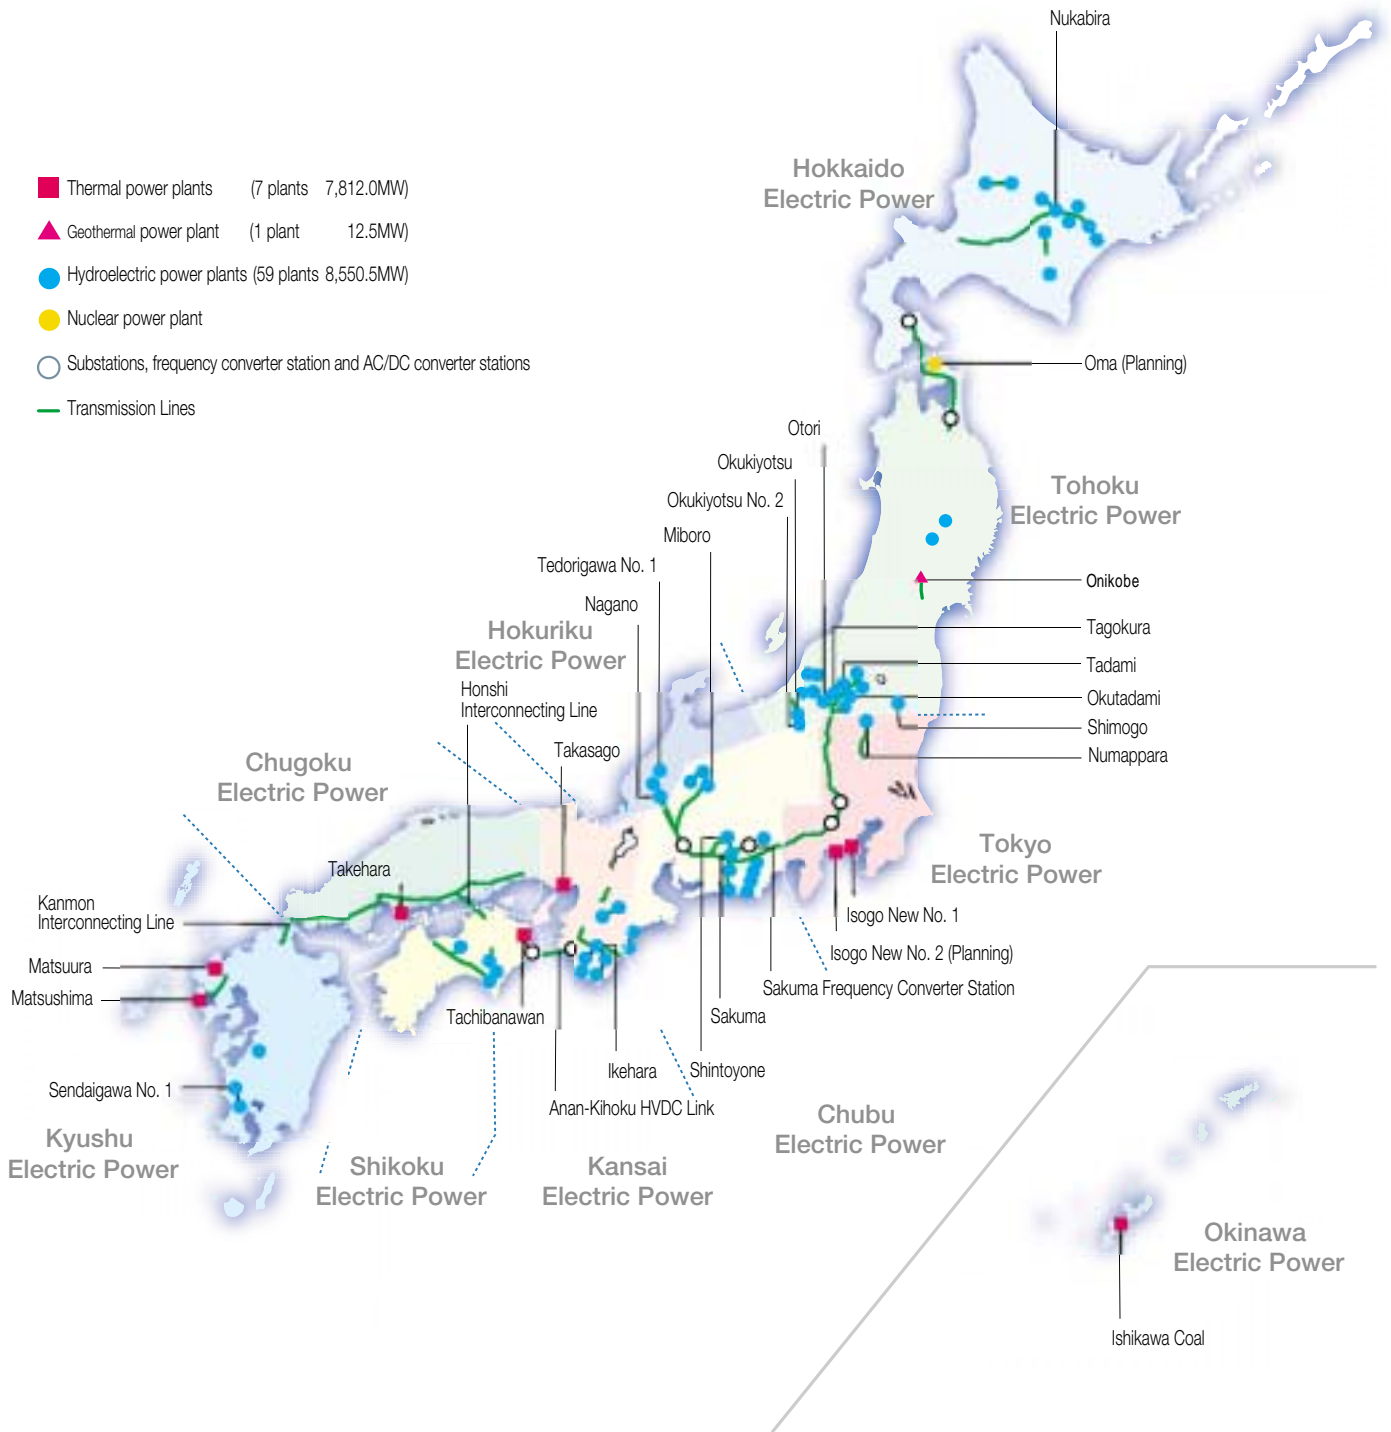 Nukabira
Hokkaido
Electric Power
Thermal power plants (7 plants 7,812.0MW)
Geothermal power plant (1 plant 12.5MW)
Hydroelectric power plants (59 plants 8,550.5MW)
Nuclear power plant
Substations, frequency converter station and AC/DC converter stations
Transmission Lines
Oma (Planning)
Otori
Okukiyotsu
Okukiyotsu No. 2
Miboro
Tedorigawa No. 1
Nagano
Tohoku
Electric Power
Onikobe
Tagokura
Tadami
Okutadami
Shimogo
Numappara
Hokuriku
Electric Power
Honshi
Interconnecting Line
Takasago
Chugoku
Electric Power
Takehara
Kanmon
Interconnecting Line
Matsuura
Matsushima
Sendaigawa No. 1
Kyushu
Electric Power
Tokyo
Electric Power
Isogo New No. 1
Isogo New No. 2 (Planning)
Sakuma Frequency Converter Station
Sakuma
Shintoyone
Tachibanawan
Ikehara
Anan-Kihoku HVDC Link
Chubu
Electric Power
Shikoku
Electric Power
Kansai
Electric Power
Okinawa
Electric Power
Ishikawa Coal